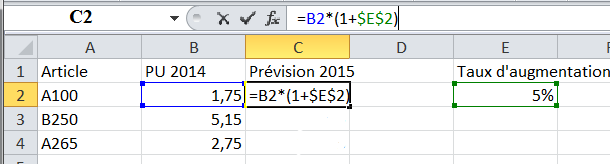 C2 =B2*(1+$E$2)
A B C D E
1 Article PU 2014 Prévision 2015 Taux d'augmentation
2 A100 1,75 =B2*(1+$E$2) 5%
3 B250 5,15
4 A265 2,75